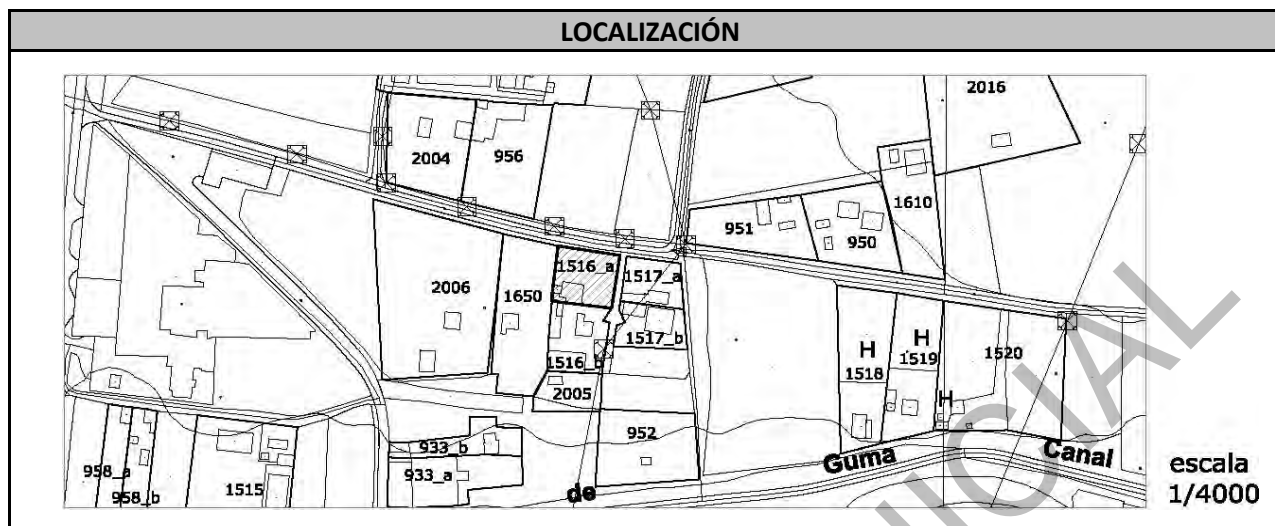 LOCALIZACIÓN
2016
2004
956
1610
951
950
1516_a
1517_a
2006
1650
1517_b
H
H
1519
1518
1520
1516_b
2005
H
952
933_b
Guma
Canal
958_a
933_a
958_b
1515
de
escala
1/4000